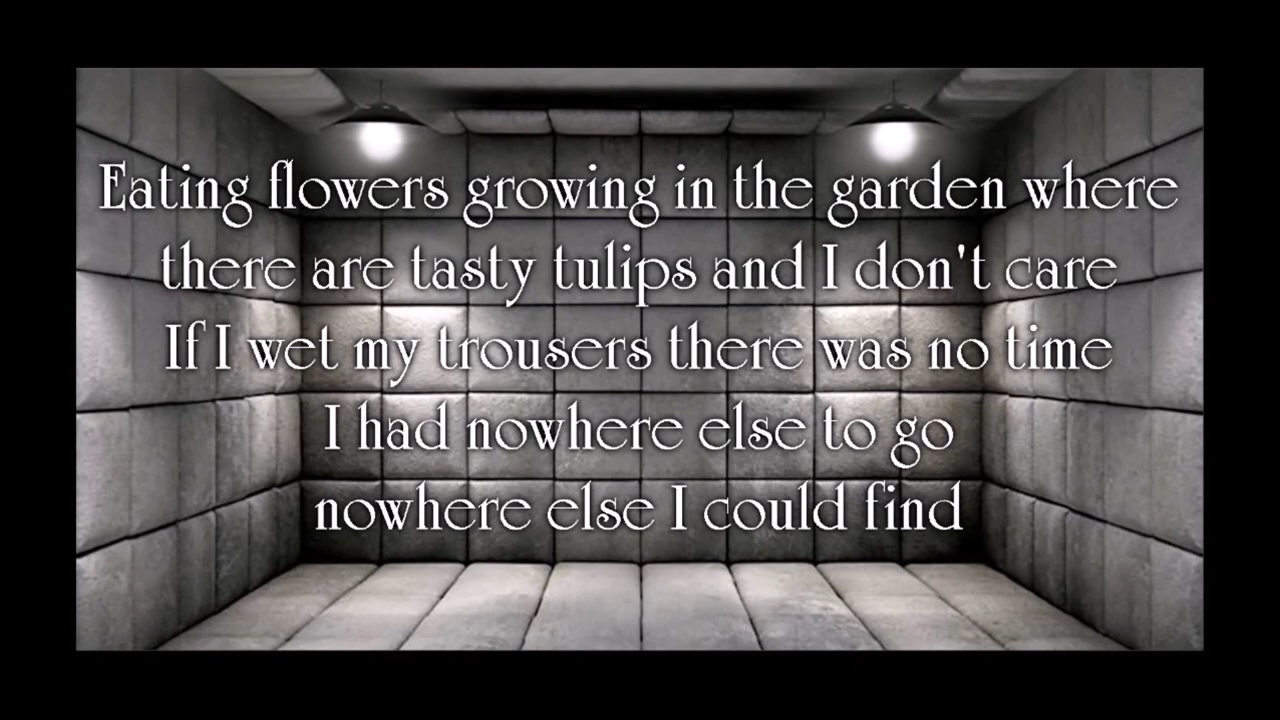 Eating flowers growing in the garden where
there are tasty tulips and I don't care
If I wet my trousers there was no time
I had nowhere else to go
nowhere else I could find